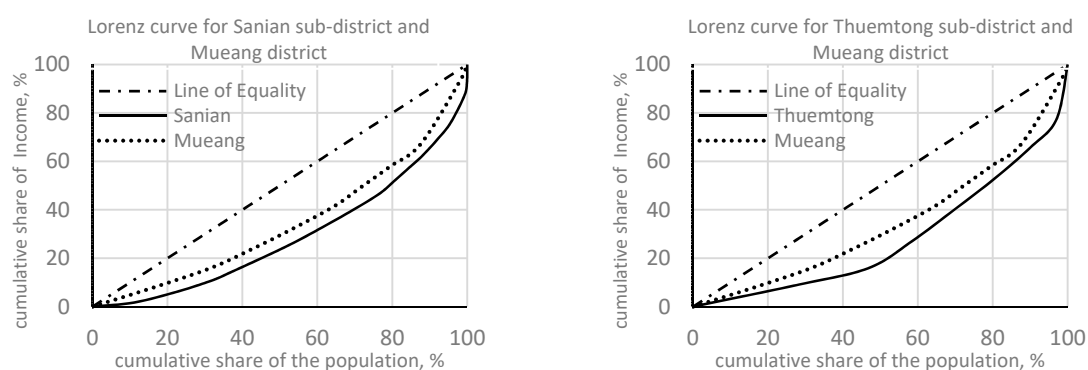 Lorenz curve for Sanian sub-district and
Mueang district
cumulative share of Income, %
100
80
60
40
20
0
Line of Equality
Sanian
Mueang
0 20 40 60 80 100
cumulative share of the population, %
Lorenz curve for Thuemtong sub-district and
Mueang district
cumulative share of Income, %
100
80
60
40
20
0
Line of Equality
Thuemtong
Mueang
0 20 40 60 80 100
cumulative share of the population, %